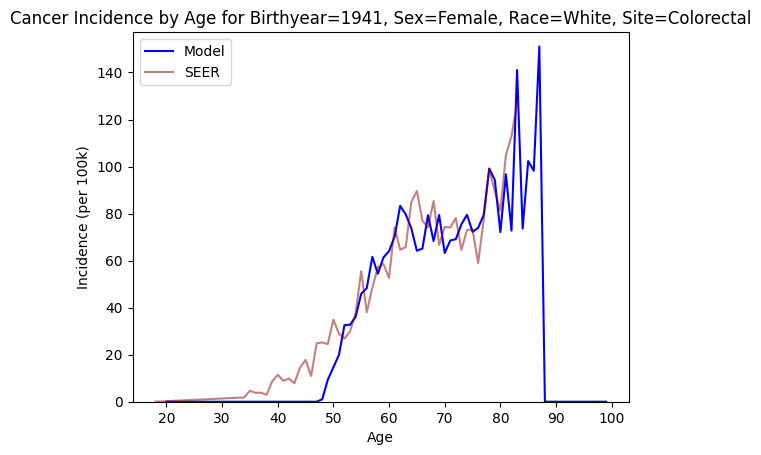 Cancer Incidence by Age for Birthyear=1941, Sex=Female, Race=White, Site=Colorectal
Model
SEER
Incidence (per 100k)
140
120
100
80
60
40
20
0
20 30 40 50 60 70 80 90 100
Age